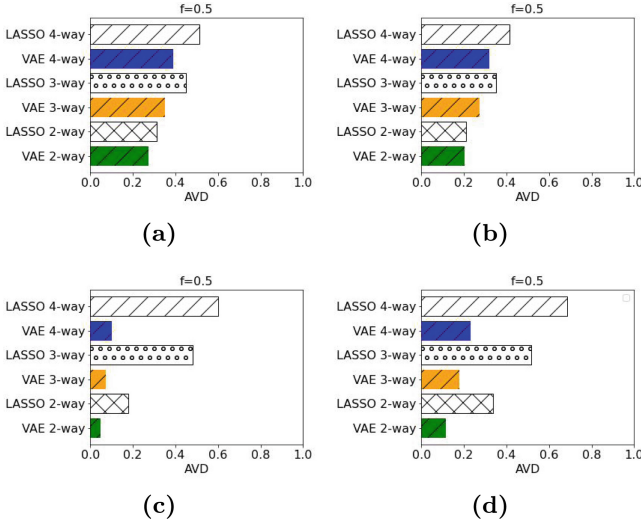 f=0.5
LASSO 4-way
VAE 4-way
LASSO 3-way
VAE 3-way
LASSO 2-way
VAE 2-way
0.0 0.2 0.4 0.6 0.8 1.0
AVD
(a)
f=0.5
LASSO 4-way
VAE 4-way
LASSO 3-way
VAE 3-way
LASSO 2-way
VAE 2-way
0.0 0.2 0.4 0.6 0.8 1.0
AVD
(b)
f=0.5
LASSO 4-way
VAE 4-way
LASSO 3-way
VAE 3-way
LASSO 2-way
VAE 2-way
0.0 0.2 0.4 0.6 0.8 1.0
AVD
(c)
f=0.5
LASSO 4-way
VAE 4-way
LASSO 3-way
VAE 3-way
LASSO 2-way
VAE 2-way
0.0 0.2 0.4 0.6 0.8 1.0
AVD
(d)